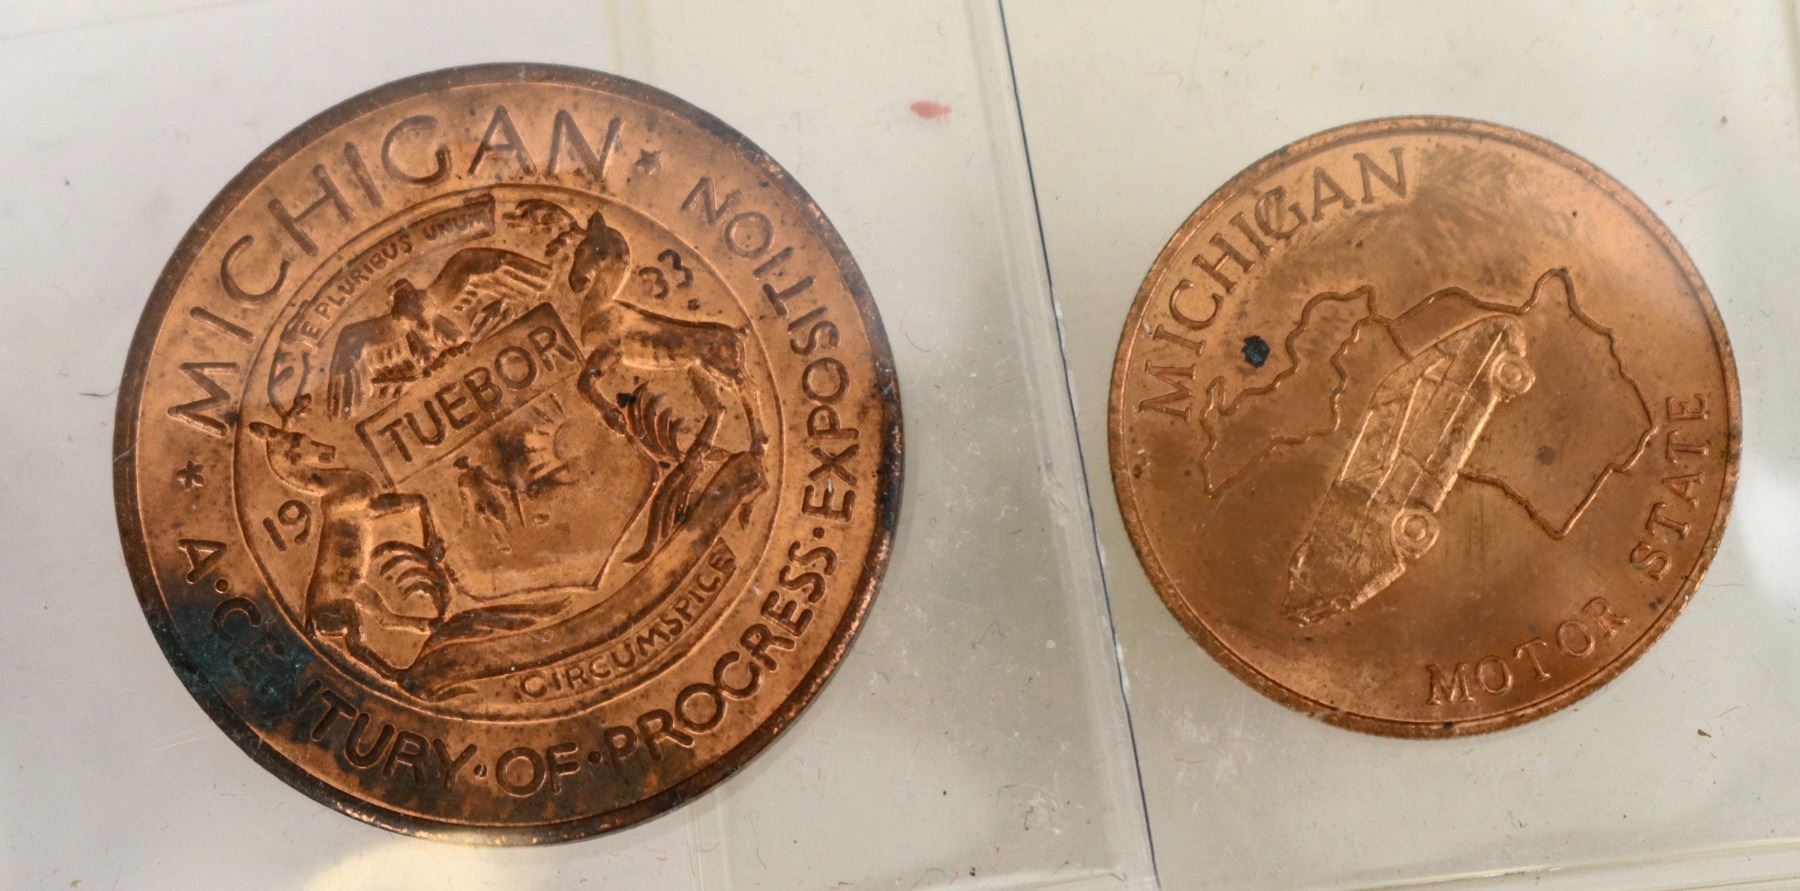 MICHIGAN
A·CENTURY·OF·PROGRESS·EXPOSITION
E PLURIBUS UNUM
TUEBOR
19 33
CIRCUMSPICE
MICHIGAN
MOTOR STATE